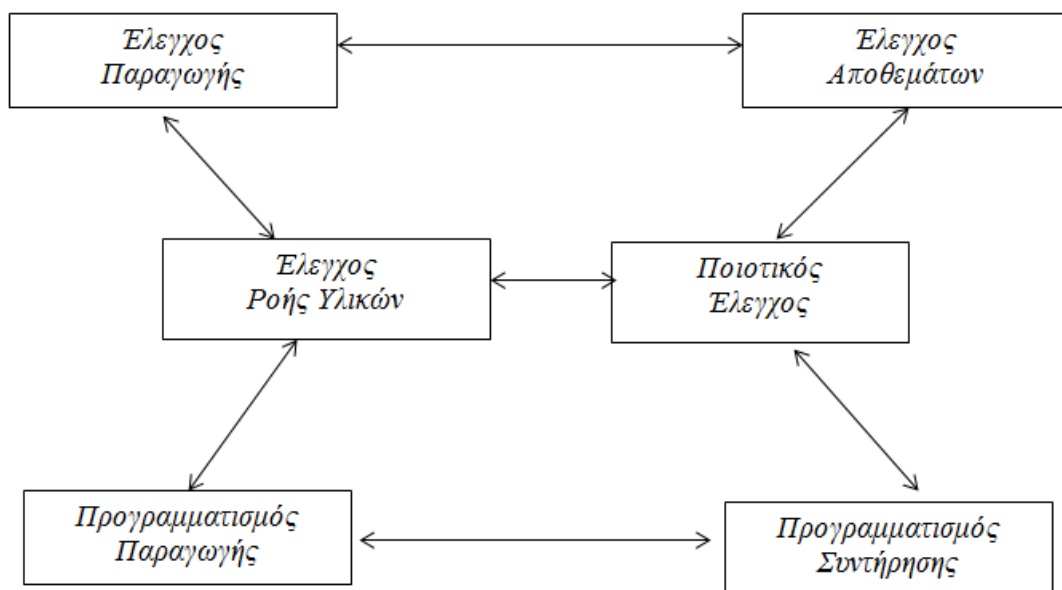 Έλεγχος
Παραγωγής
Έλεγχος
Αποθεμάτων
Έλεγχος
Ροής Υλικών
Ποιοτικός
Έλεγχος
Προγραμματισμός
Παραγωγής
Προγραμματισμός
Συντήρησης